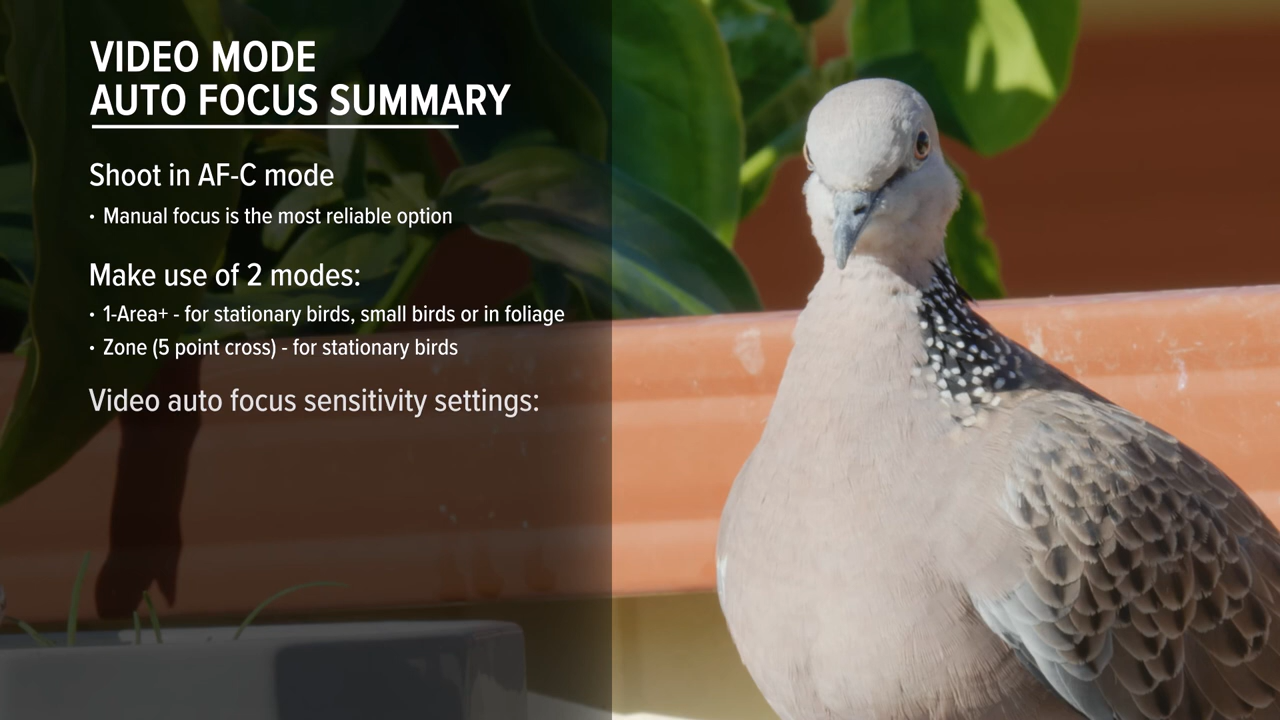 VIDEO MODE
AUTO FOCUS SUMMARY
Shoot in AF-C mode
• Manual focus is the most reliable option
Make use of 2 modes:
• 1-Area+ - for stationary birds, small birds or in foliage
• Zone (5 point cross) - for stationary birds
Video auto focus sensitivity settings: